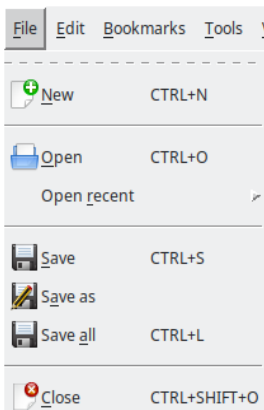 File Edit Bookmarks Tools
New CTRL+N
Open CTRL+O
Open recent
Save CTRL+S
Save as
Save all CTRL+L
Close CTRL+SHIFT+O